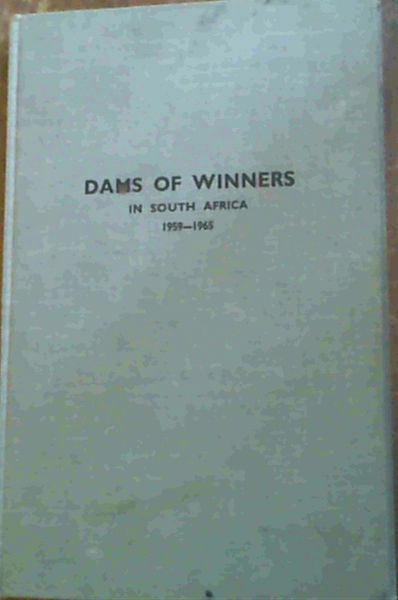 DAMS OF WINNERS
IN SOUTH AFRICA
1959—1965